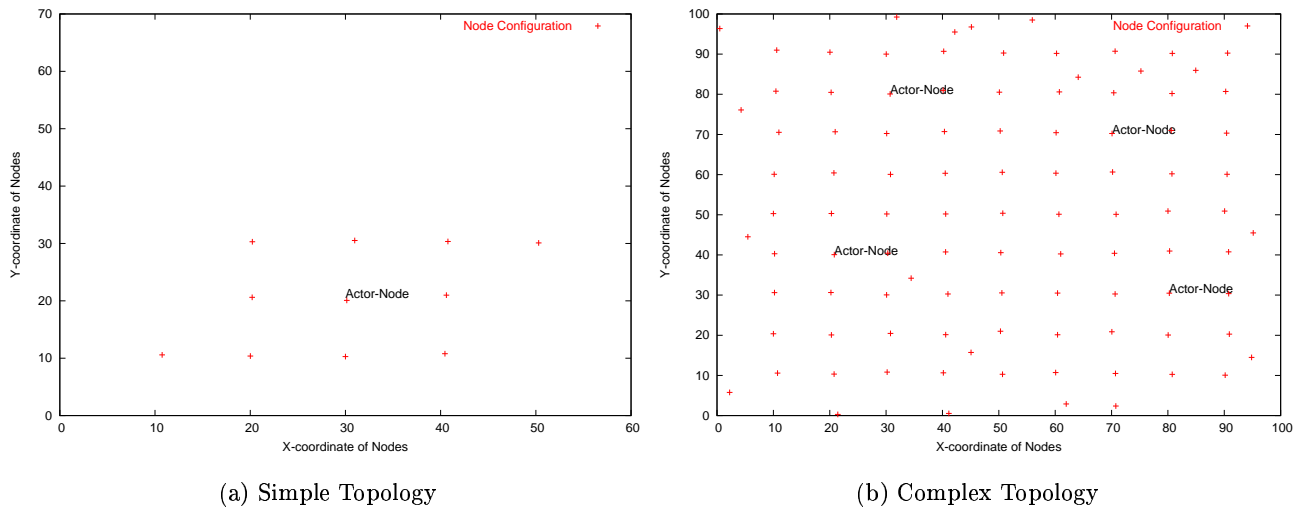 70
60
50
40
30
20
10
0
0 10 20 30 40 50 60
Y-coordinate of Nodes
X-coordinate of Nodes
Node Configuration
Actor-Node
(a) Simple Topology
100
90
80
70
60
50
40
30
20
10
0
0 10 20 30 40 50 60 70 80 90 100
Y-coordinate of Nodes
X-coordinate of Nodes
Node Configuration
Actor-Node
Actor-Node
Actor-Node
Actor-Node
(b) Complex Topology